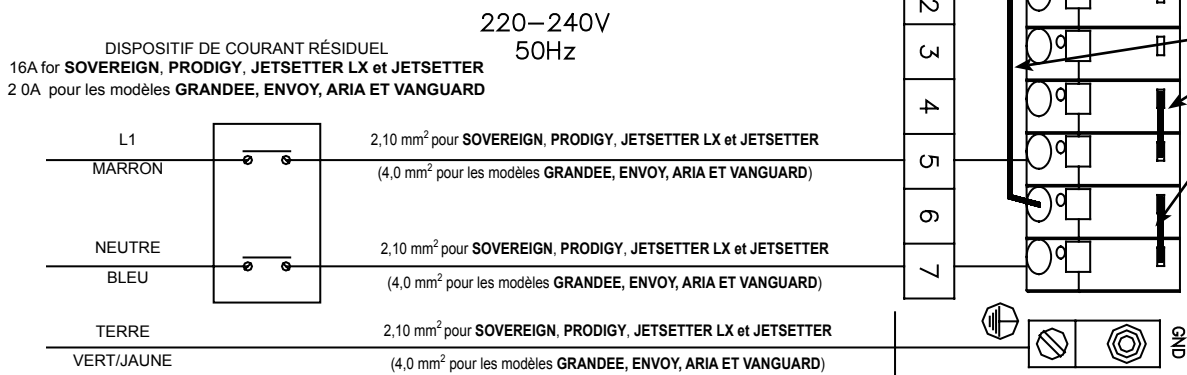 220–240V
50Hz
DISPOSITIF DE COURANT RÉSIDUEL
16A for SOVEREIGN, PRODIGY, JETSETTER LX et JETSETTER
2 0A pour les modèles GRANDEE, ENVOY, ARIA ET VANGUARD
L1
MARRON
2,10 mm² pour SOVEREIGN, PRODIGY, JETSETTER LX et JETSETTER
(4,0 mm² pour les modèles GRANDEE, ENVOY, ARIA ET VANGUARD)
NEUTRE
BLEU
2,10 mm² pour SOVEREIGN, PRODIGY, JETSETTER LX et JETSETTER
(4,0 mm² pour les modèles GRANDEE, ENVOY, ARIA ET VANGUARD)
TERRE
VERT/JAUNE
2,10 mm² pour SOVEREIGN, PRODIGY, JETSETTER LX et JETSETTER
(4,0 mm² pour les modèles GRANDEE, ENVOY, ARIA ET VANGUARD)
2
3
4
5
6
7
GND